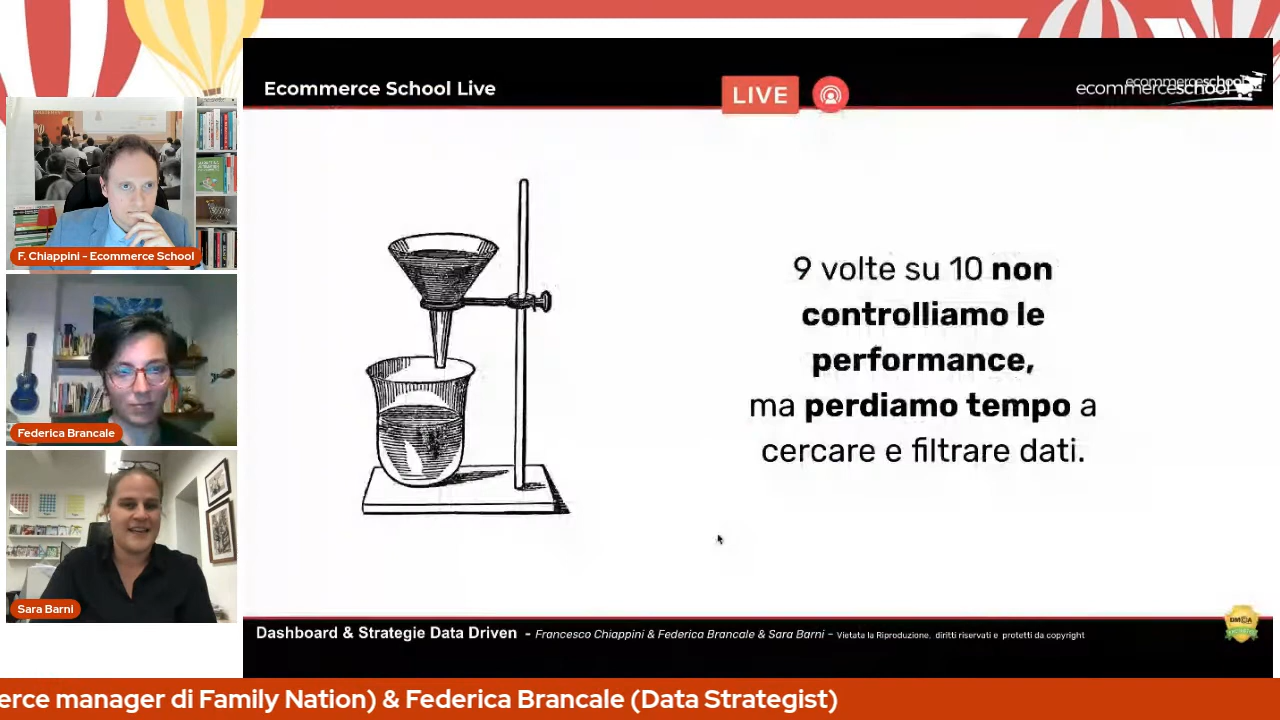 Ecommerce School Live
LIVE
ecommerceschool
ecommerceschool
F. Chiappini - Ecommerce School
Federica Brancale
Sara Barni
9 volte su 10 non
controlliamo le
performance,
ma perdiamo tempo a
cercare e filtrare dati.
Dashboard & Strategie Data Driven - Francesco Chiappini & Federica Brancale & Sara Barni - Vietata la Riproduzione, diritti riservati e protetti da copyright
DMCA
erce manager di Family Nation) & Federica Brancale (Data Strategist)